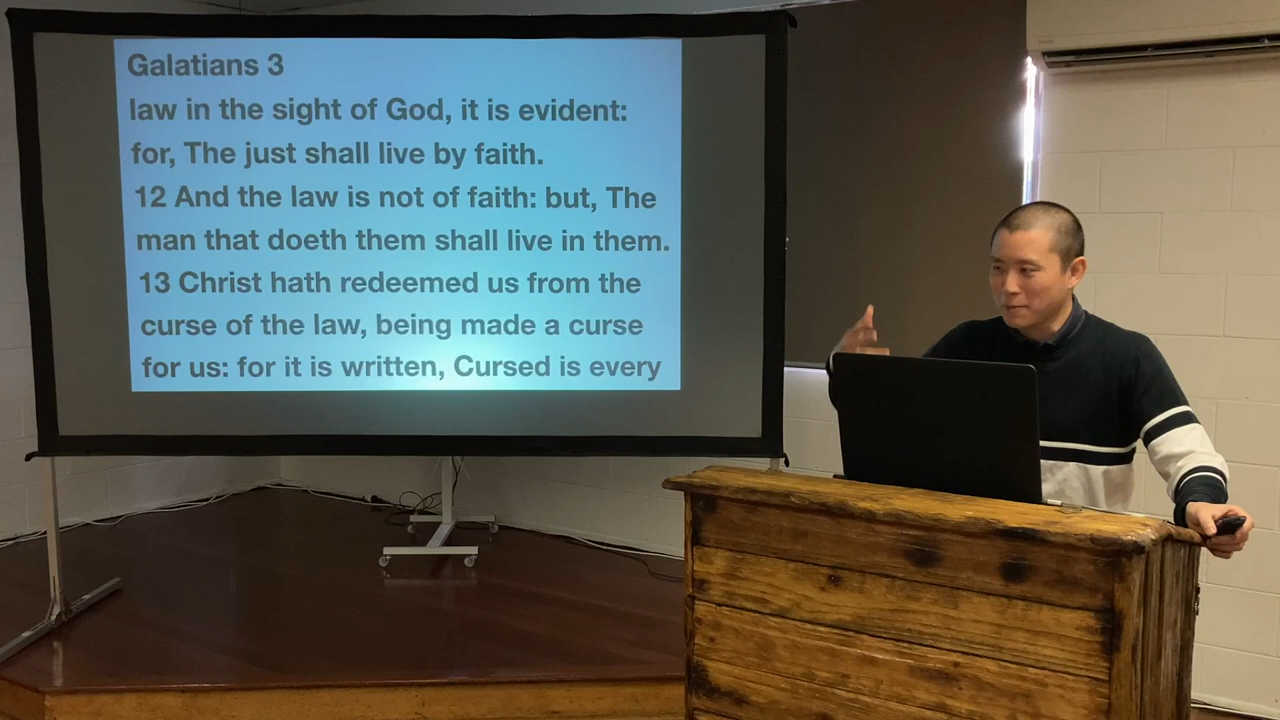 Galatians 3
law in the sight of God, it is evident:
for, The just shall live by faith.
12 And the law is not of faith: but, The
man that doeth them shall live in them.
13 Christ hath redeemed us from the
curse of the law, being made a curse
for us: for it is written, Cursed is every